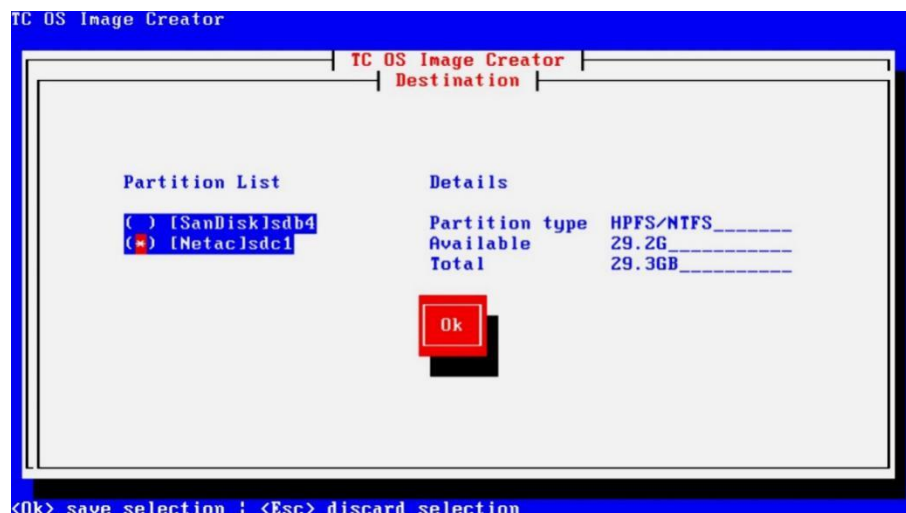 TC OS Image Creator
TC OS Image Creator
Destination
Partition List Details
( ) [SanDisk]sdb4 Partition type HPFS/NTFS_______
(*) [Netac]sdc1 Available 29.2G___________
Total 29.3GB__________
Ok
<Ok> save selection ¦ <Esc> discard selection